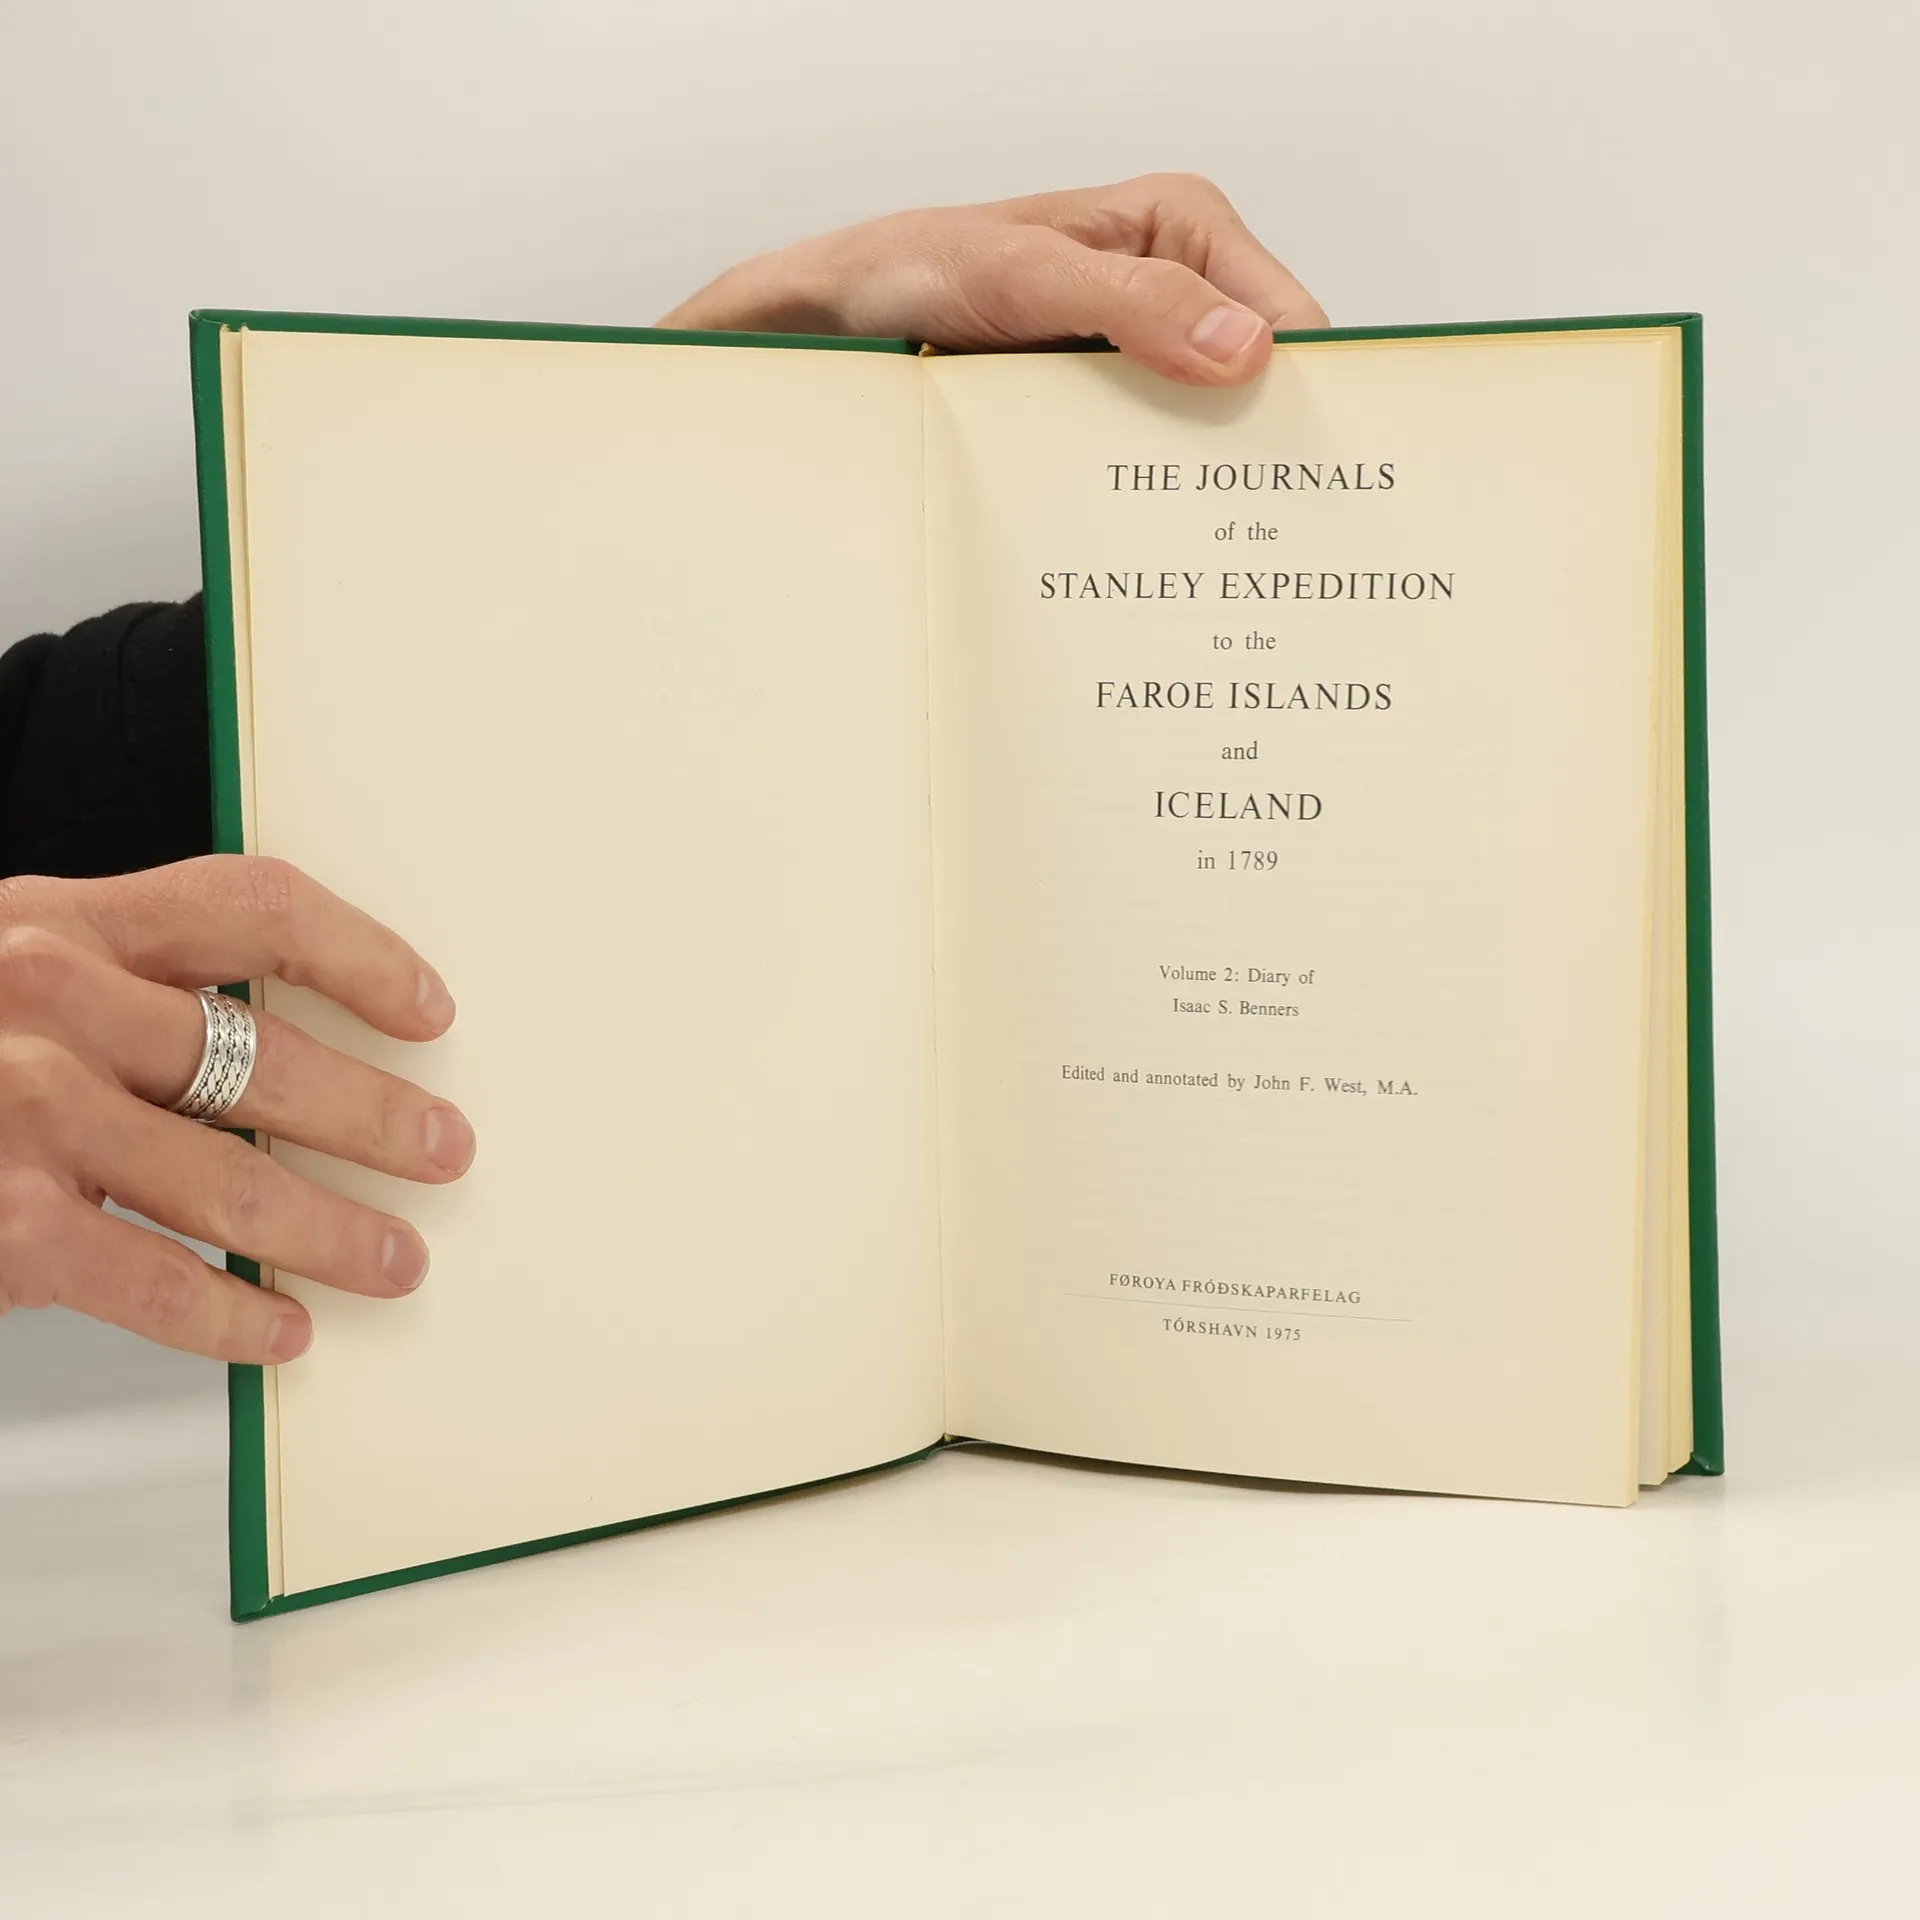 THE JOURNALS
of the
STANLEY EXPEDITION
to the
FAROE ISLANDS
and
ICELAND
in 1789
Volume 2: Diary of
Isaac S. Benners
Edited and annotated by John F. West, M.A.
FØROYA FRÓÐSKAPARFELAG
TÓRSHAVN 1975